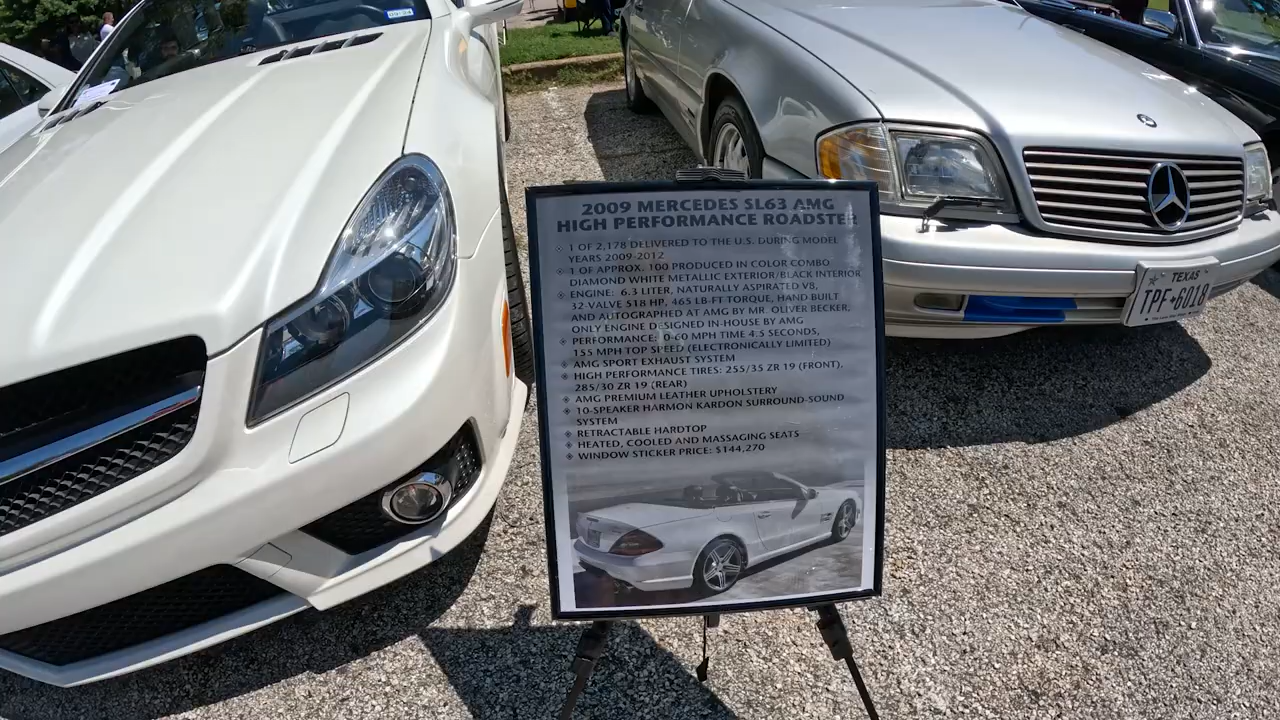 2009 MERCEDES SL63 AMG
HIGH PERFORMANCE ROADSTER
❖ 1 OF 2,178 DELIVERED TO THE U.S. DURING MODEL
YEARS 2009-2012
❖ 1 OF APPROX. 100 PRODUCED IN COLOR COMBO
DIAMOND WHITE METALLIC EXTERIOR/BLACK INTERIOR
❖ ENGINE: 6.3 LITER, NATURALLY ASPIRATED V8,
32-VALVE 518 HP, 465 LB-FT TORQUE, HAND BUILT
AND AUTOGRAPHED AT AMG BY MR. OLIVER BECKER,
ONLY ENGINE DESIGNED IN-HOUSE BY AMG
❖ PERFORMANCE: 0-60 MPH TIME 4.5 SECONDS,
155 MPH TOP SPEED (ELECTRONICALLY LIMITED)
❖ AMG SPORT EXHAUST SYSTEM
❖ HIGH PERFORMANCE TIRES: 255/35 ZR 19 (FRONT),
285/30 ZR 19 (REAR)
❖ AMG PREMIUM LEATHER UPHOLSTERY
❖ 10-SPEAKER HARMON KARDON SURROUND-SOUND
SYSTEM
❖ RETRACTABLE HARDTOP
❖ HEATED, COOLED AND MASSAGING SEATS
❖ WINDOW STICKER PRICE: $144,270
TEXAS
TPF★6018